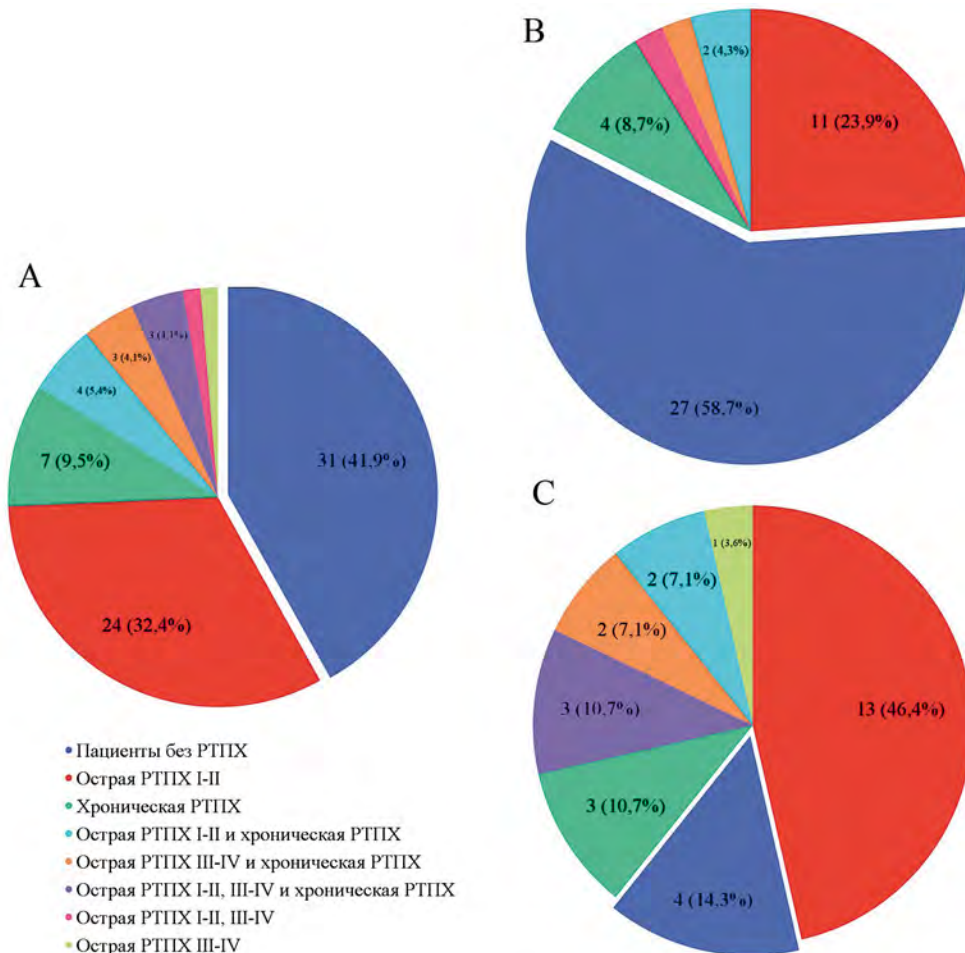 B
2 (4,3%)
11 (23,9%)
4 (8,7%)
27 (58,7%)
A
3 (4,1%)
3 (4,1%)
4 (5,4%)
7 (9,5%)
31 (41,9%)
24 (32,4%)
C
1 (3,6%)
2 (7,1%)
2 (7,1%)
3 (10,7%)
13 (46,4%)
3 (10,7%)
4 (14,3%)
Пациенты без РТПХ
Острая РТПХ I-II
Хроническая РТПХ
Острая РТПХ I-II и хроническая РТПХ
Острая РТПХ III-IV и хроническая РТПХ
Острая РТПХ I-II, III-IV и хроническая РТПХ
Острая РТПХ I-II, III-IV
Острая РТПХ III-IV